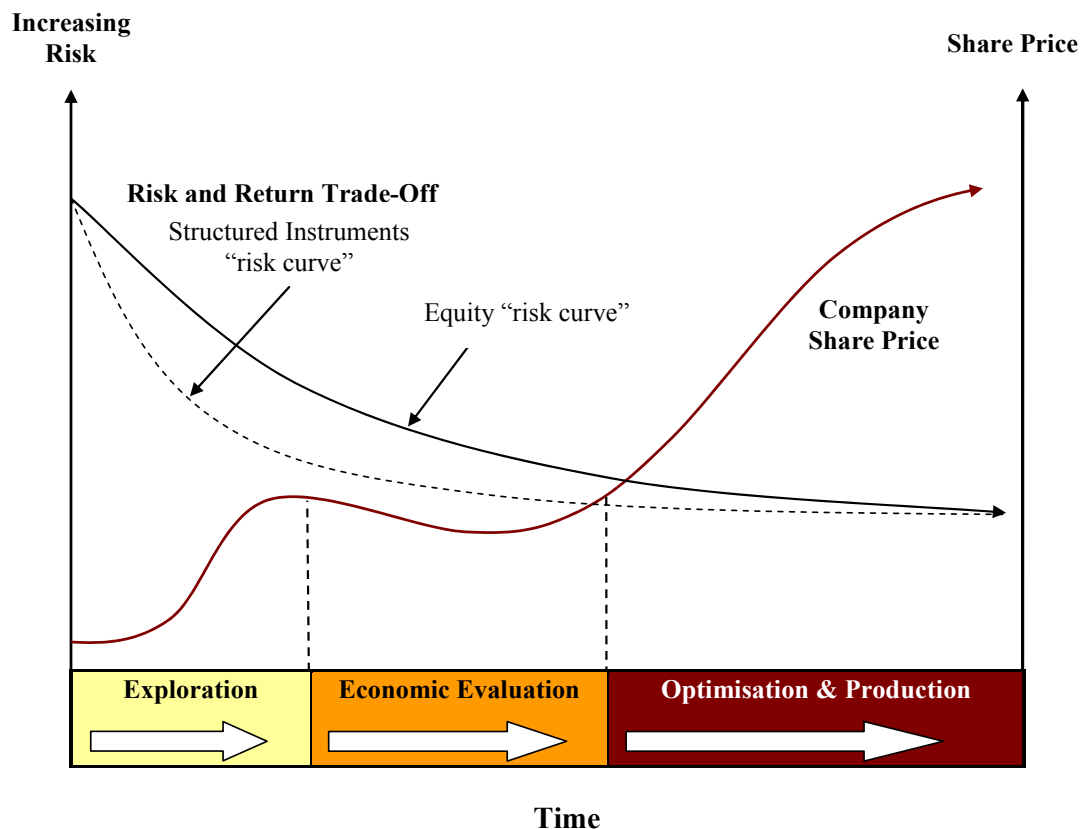 Increasing
Risk
Share Price
Risk and Return Trade-Off
Structured Instruments
“risk curve”
Equity “risk curve”
Company
Share Price
Exploration
Economic Evaluation
Optimisation & Production
Time